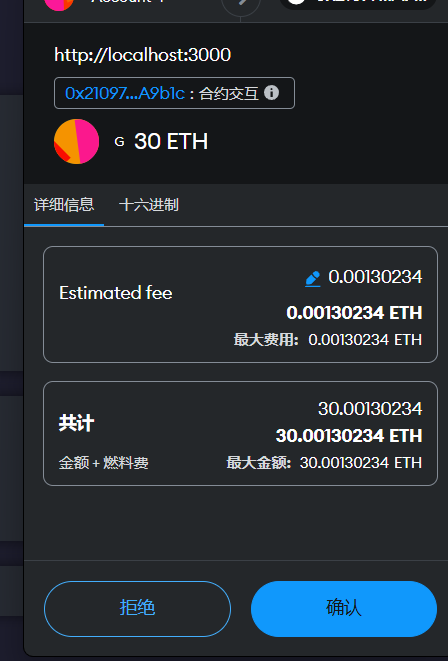 http://localhost:3000
0x21097...A9b1c : 合约交互
G 30 ETH
详细信息 十六进制
0.00130234
Estimated fee
0.00130234 ETH
最大费用: 0.00130234 ETH
30.00130234
共计
30.00130234 ETH
金额 + 燃料费 最大金额: 30.00130234 ETH
拒绝 确认